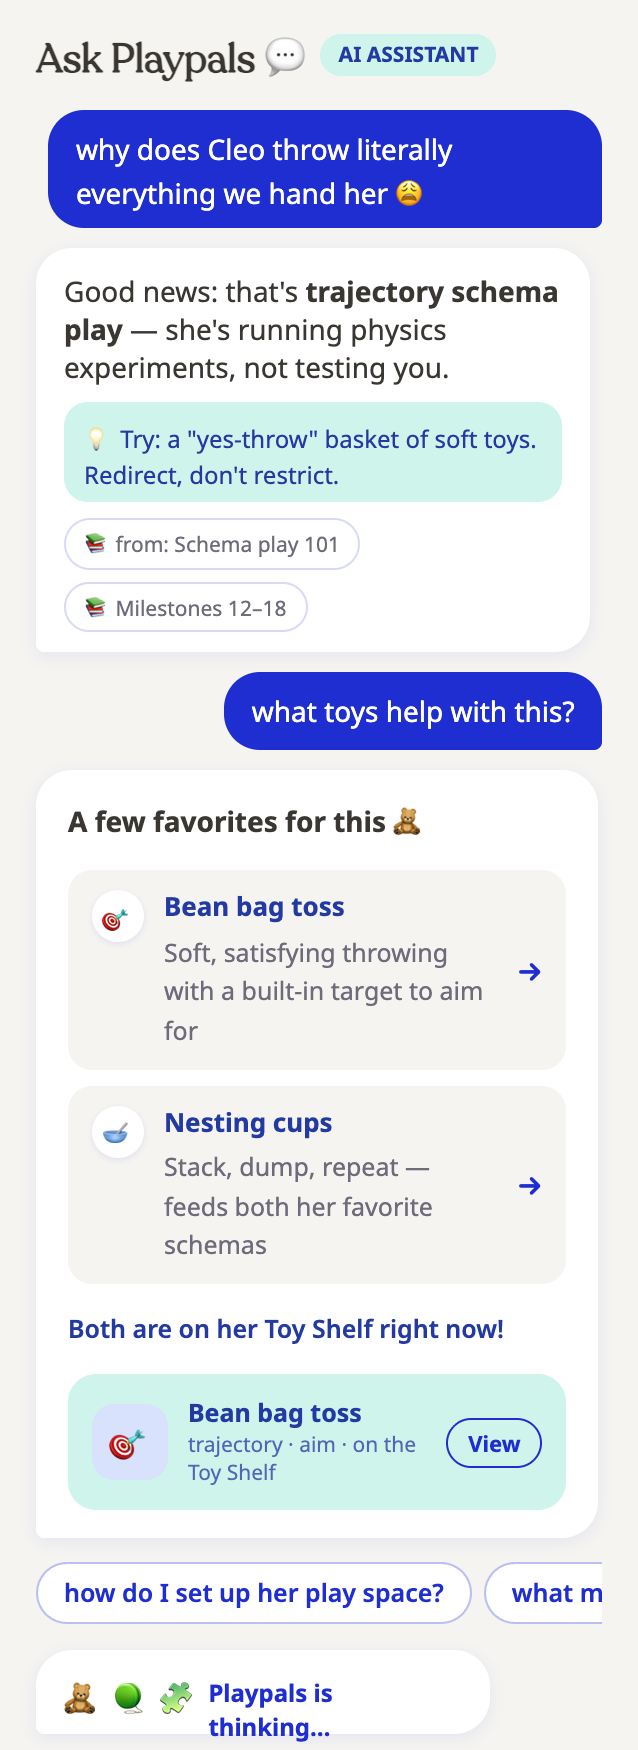 Ask Playpals 💬
AI ASSISTANT
why does Cleo throw literally
everything we hand her 😩
Good news: that's trajectory schema
play — she's running physics
experiments, not testing you.
💡 Try: a "yes-throw" basket of soft toys.
Redirect, don't restrict.
📚 from: Schema play 101
📚 Milestones 12–18
what toys help with this?
A few favorites for this 🧸
🎯 Bean bag toss
Soft, satisfying throwing
with a built-in target to aim
for
→
🥣 Nesting cups
Stack, dump, repeat —
feeds both her favorite
schemas
→
Both are on her Toy Shelf right now!
🎯 Bean bag toss
trajectory · aim · on the
Toy Shelf
View
how do I set up her play space?
what m
Playpals is
thinking...